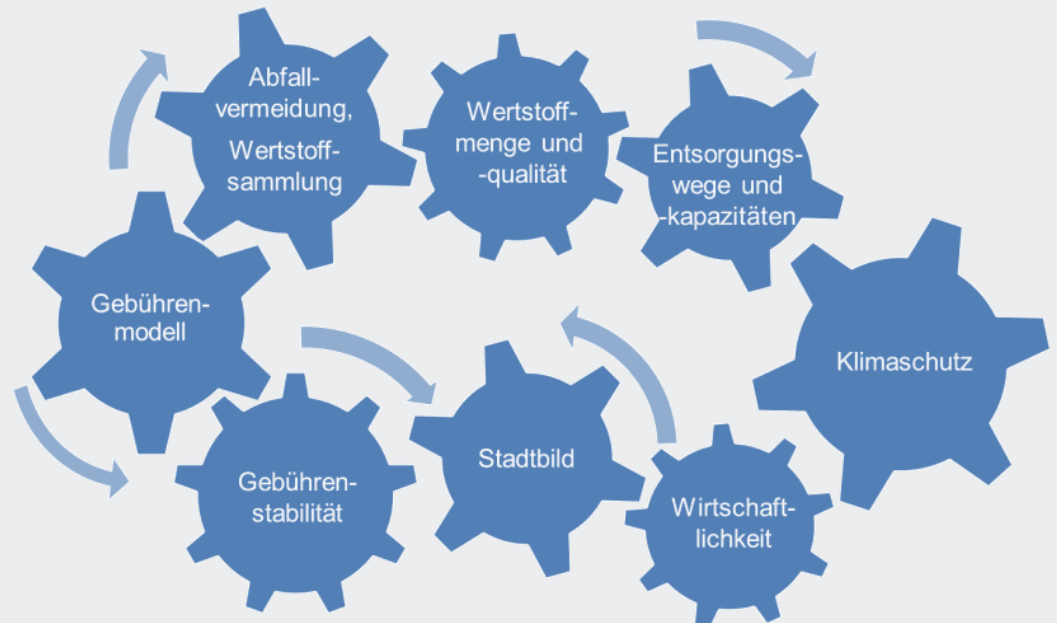 Abfall-
vermeidung,
Wertstoff-
sammlung
Wertstoff-
menge und
-qualität
Entsorgungs-
wege und
-kapazitäten
Gebühren-
modell
Klimaschutz
Gebühren-
stabilität
Stadtbild
Wirtschaft-
lichkeit